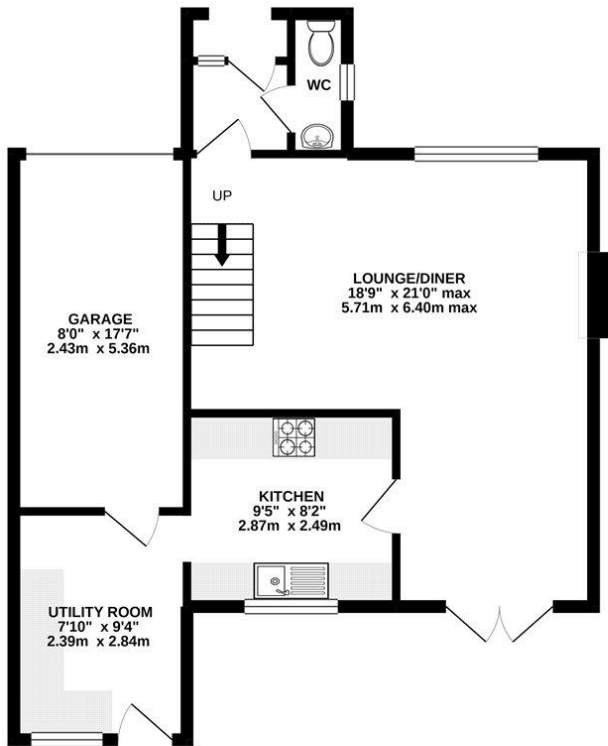 WC
UP
LOUNGE/DINER
18'9" x 21'0" max
5.71m x 6.40m max
GARAGE
8'0" x 17'7"
2.43m x 5.36m
KITCHEN
9'5" x 8'2"
2.87m x 2.49m
UTILITY ROOM
7'10" x 9'4"
2.39m x 2.84m